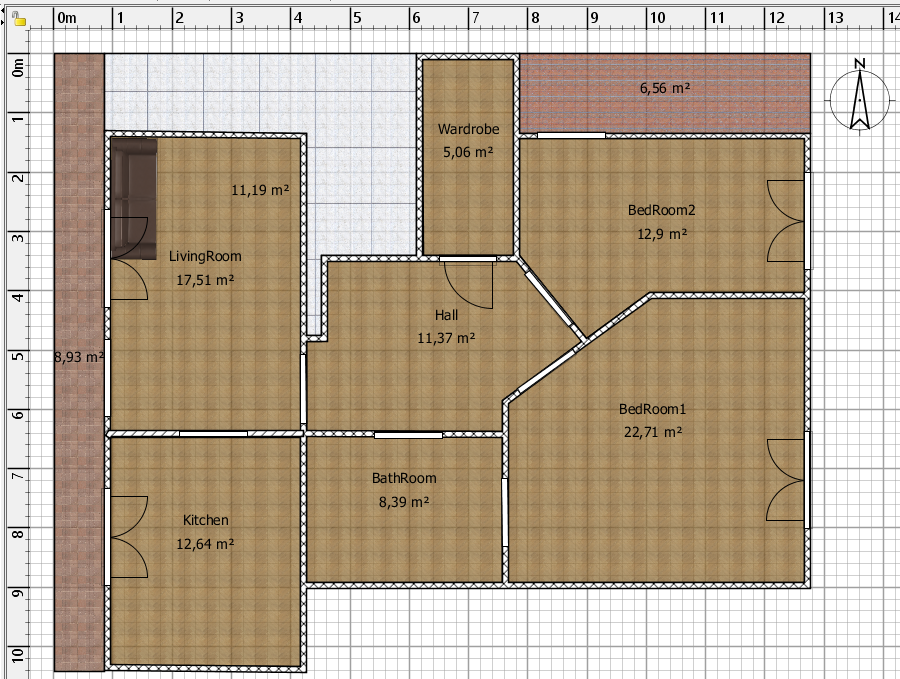 0m 1 2 3 4 5 6 7 8 9 10 11 12 13 14
0m
1
2
3
4
5
6
7
8
9
10
N
6,56 m²
Wardrobe
5,06 m²
11,19 m²
BedRoom2
12,9 m²
LivingRoom
17,51 m²
Hall
11,37 m²
8,93 m²
BedRoom1
22,71 m²
BathRoom
8,39 m²
Kitchen
12,64 m²